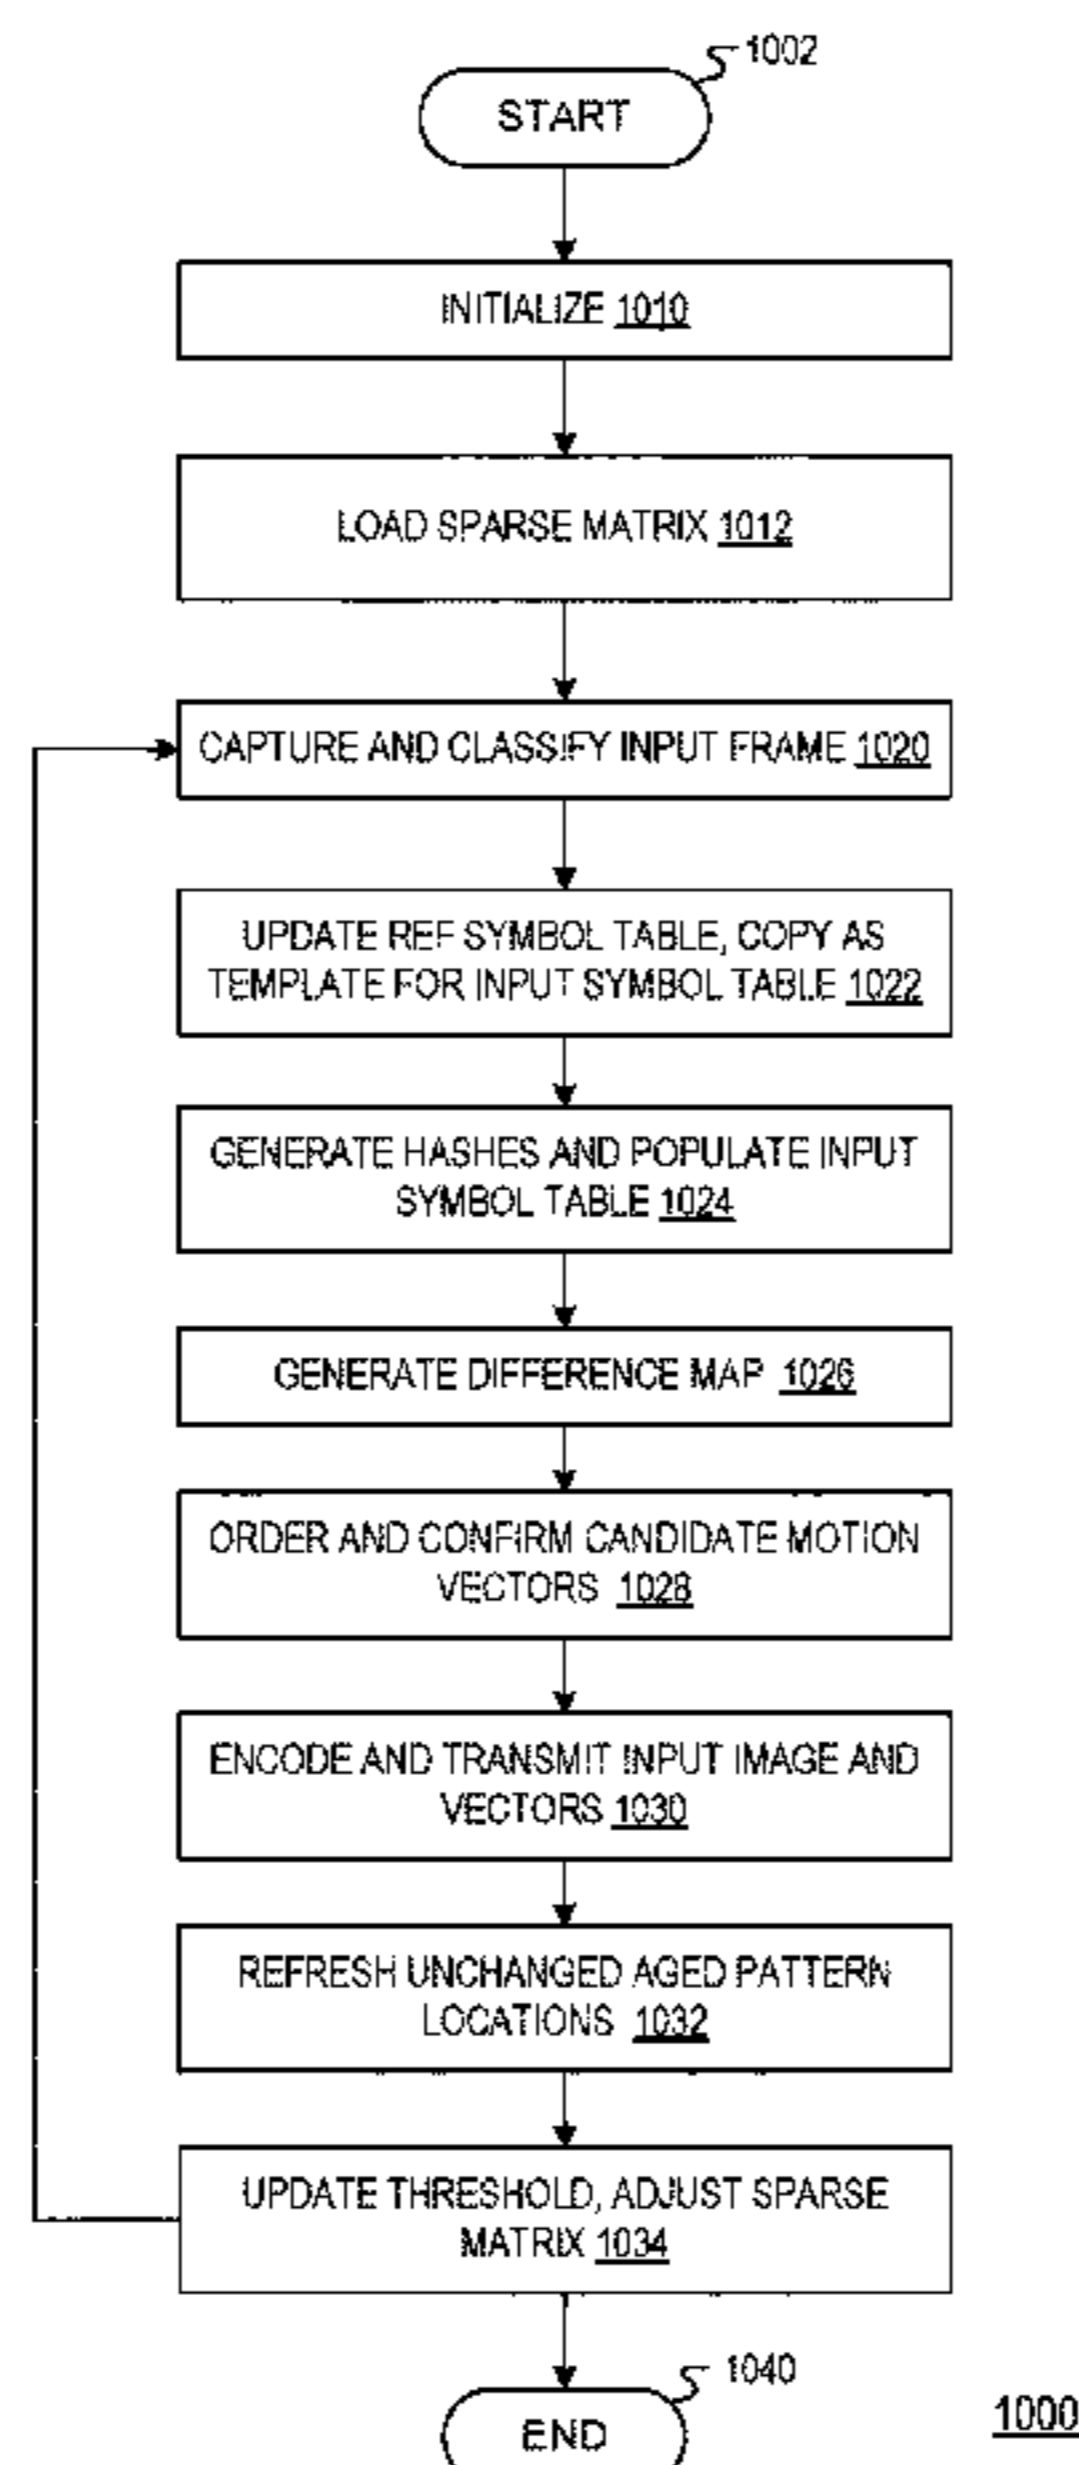 1002
START
INITIALIZE 1010
LOAD SPARSE MATRIX 1012
CAPTURE AND CLASSIFY INPUT FRAME 1020
UPDATE REF SYMBOL TABLE, COPY AS
TEMPLATE FOR INPUT SYMBOL TABLE 1022
GENERATE HASHES AND POPULATE INPUT
SYMBOL TABLE 1024
GENERATE DIFFERENCE MAP 1026
ORDER AND CONFIRM CANDIDATE MOTION
VECTORS 1028
ENCODE AND TRANSMIT INPUT IMAGE AND
VECTORS 1030
REFRESH UNCHANGED AGED PATTERN
LOCATIONS 1032
UPDATE THRESHOLD, ADJUST SPARSE
MATRIX 1034
1040
END
1000